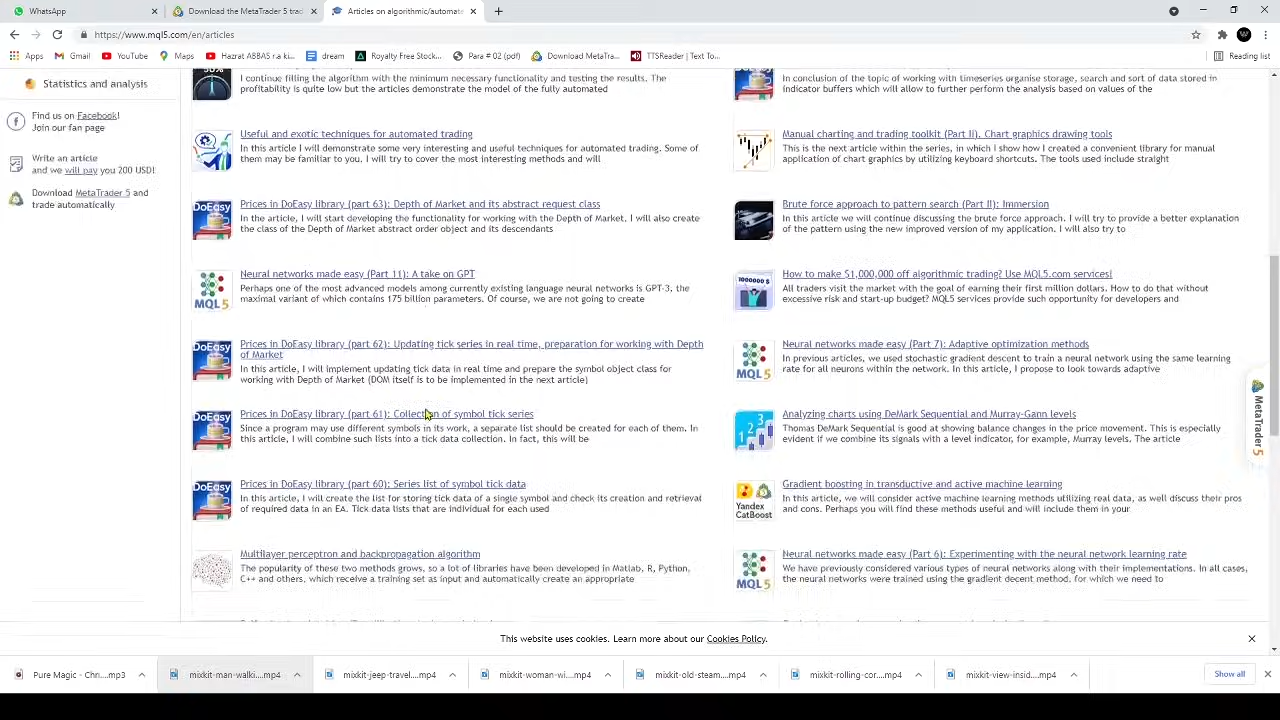 WhatsApp
Download the MetaTrader 5 trad
Articles on algorithmic/automate
https://www.mql5.com/en/articles
Apps
Gmail
YouTube
Maps
Hazrat ABBAS r.a ki...
dream
Royalty Free Stock...
Para # 02 (pdf)
Download MetaTra...
TTSReader | Text To...
Reading list
Statistics and analysis
Find us on Facebook!
Join our fan page
Write an article
and we will pay you 200 USD!
Download MetaTrader 5 and
trade automatically
I continue filling the algorithm with the minimum necessary functionality and testing the results. The
profitability is quite low but the articles demonstrate the model of the fully automated
Useful and exotic techniques for automated trading
In this article I will demonstrate some very interesting and useful techniques for automated trading. Some of
them may be familiar to you. I will try to cover the most interesting methods and will
DoEasy
Prices in DoEasy library (part 63): Depth of Market and its abstract request class
In the article, I will start developing the functionality for working with the Depth of Market. I will also create
the class of the Depth of Market abstract order object and its descendants
MQL5
Neural networks made easy (Part 11): A take on GPT
Perhaps one of the most advanced models among currently existing language neural networks is GPT-3, the
maximal variant of which contains 175 billion parameters. Of course, we are not going to create
DoEasy
Prices in DoEasy library (part 62): Updating tick series in real time, preparation for working with Depth
of Market
In this article, I will implement updating tick data in real time and prepare the symbol object class for
working with Depth of Market (DOM itself is to be implemented in the next article)
DoEasy
Prices in DoEasy library (part 61): Collection of symbol tick series
Since a program may use different symbols in its work, a separate list should be created for each of them. In
this article, I will combine such lists into a tick data collection. In fact, this will be
DoEasy
Prices in DoEasy library (part 60): Series list of symbol tick data
In this article, I will create the list for storing tick data of a single symbol and check its creation and retrieval
of required data in an EA. Tick data lists that are individual for each used
Multilayer perceptron and backpropagation algorithm
The popularity of these two methods grows, so a lot of libraries have been developed in Matlab, R, Python,
C++ and others, which receive a training set as input and automatically create an appropriate
In conclusion of the topic of working with timeseries organise storage, search and sort of data stored in
indicator buffers which will allow to further perform the analysis based on values of the
Manual charting and trading toolkit (Part II). Chart graphics drawing tools
This is the next article within the series, in which I show how I created a convenient library for manual
application of chart graphics by utilizing keyboard shortcuts. The tools used include straight
Brute force approach to pattern search (Part II): Immersion
In this article we will continue discussing the brute force approach. I will try to provide a better explanation
of the pattern using the new improved version of my application. I will also try to
1000000 $
How to make $1,000,000 off algorithmic trading? Use MQL5.com services!
All traders visit the market with the goal of earning their first million dollars. How to do that without
excessive risk and start-up budget? MQL5 services provide such opportunity for developers and
MQL 5
Neural networks made easy (Part 7): Adaptive optimization methods
In previous articles, we used stochastic gradient descent to train a neural network using the same learning
rate for all neurons within the network. In this article, I propose to look towards adaptive
1 2 3
Analyzing charts using DeMark Sequential and Murray-Gann levels
Thomas DeMark Sequential is good at showing balance changes in the price movement. This is especially
evident if we combine its signals with a level indicator, for example, Murray levels. The article
Yandex
CatBoost
Gradient boosting in transductive and active machine learning
In this article, we will consider active machine learning methods utilizing real data, as well discuss their pros
and cons. Perhaps you will find these methods useful and will include them in your
MQL 5
Neural networks made easy (Part 6): Experimenting with the neural network learning rate
We have previously considered various types of neural networks along with their implementations. In all cases,
the neural networks were trained using the gradient decent method, for which we need to
MetaTrader 5
This website uses cookies. Learn more about our Cookies Policy.
Pure Magic - Chn....mp3
mixkit-man-walki....mp4
mixkit-jeep-travel....mp4
mixkit-woman-wi....mp4
mixkit-old-steam....mp4
mixkit-rolling-cor....mp4
mixkit-view-insid....mp4
Show all